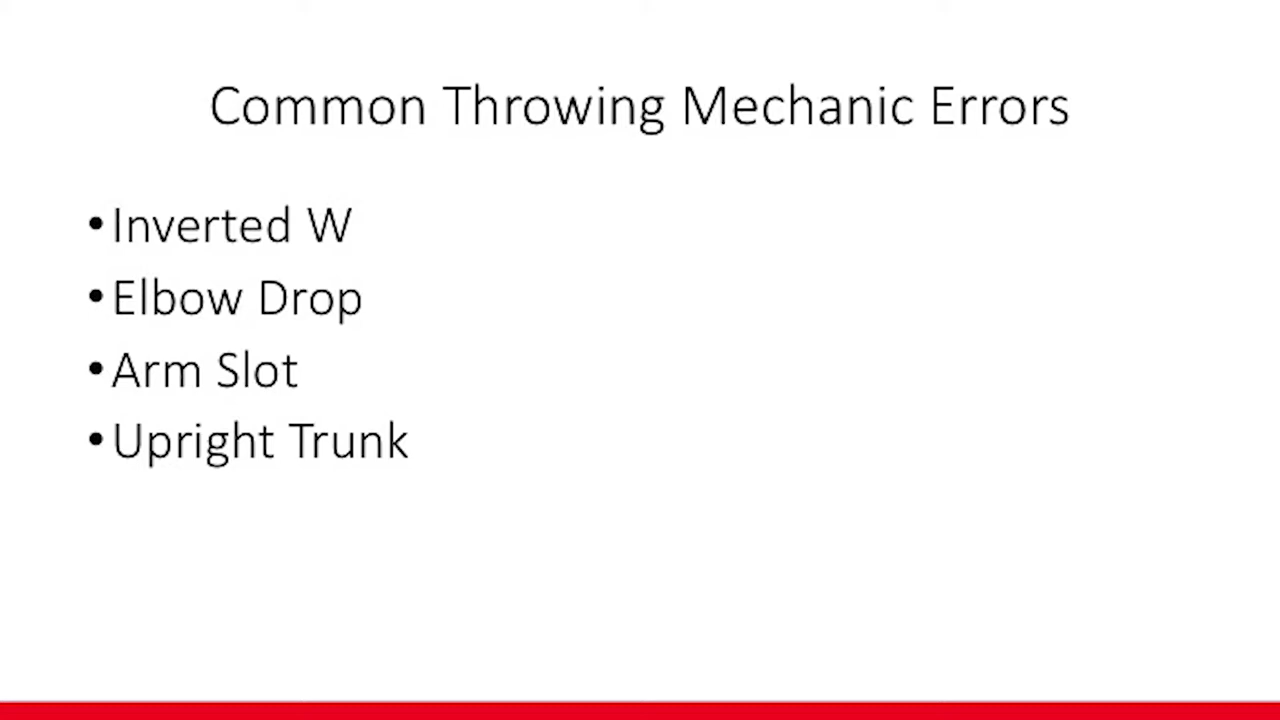 Common Throwing Mechanic Errors
•Inverted W
•Elbow Drop
•Arm Slot
•Upright Trunk